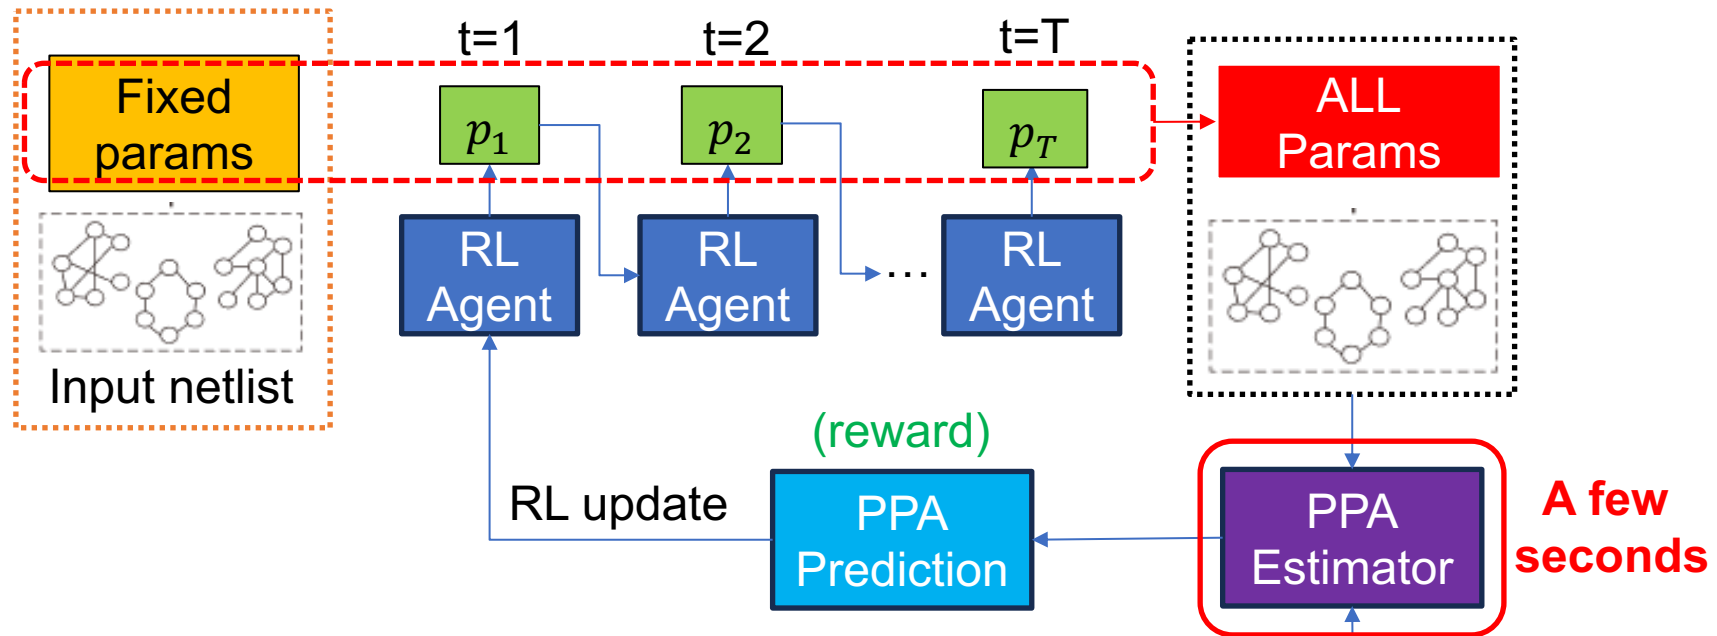 t=1
t=2
t=T
Fixed
params
p₁
p₂
p_T
ALL
Params
RL
Agent
RL
Agent
...
RL
Agent
Input netlist
(reward)
RL update
PPA
Prediction
PPA
Estimator
A few
seconds